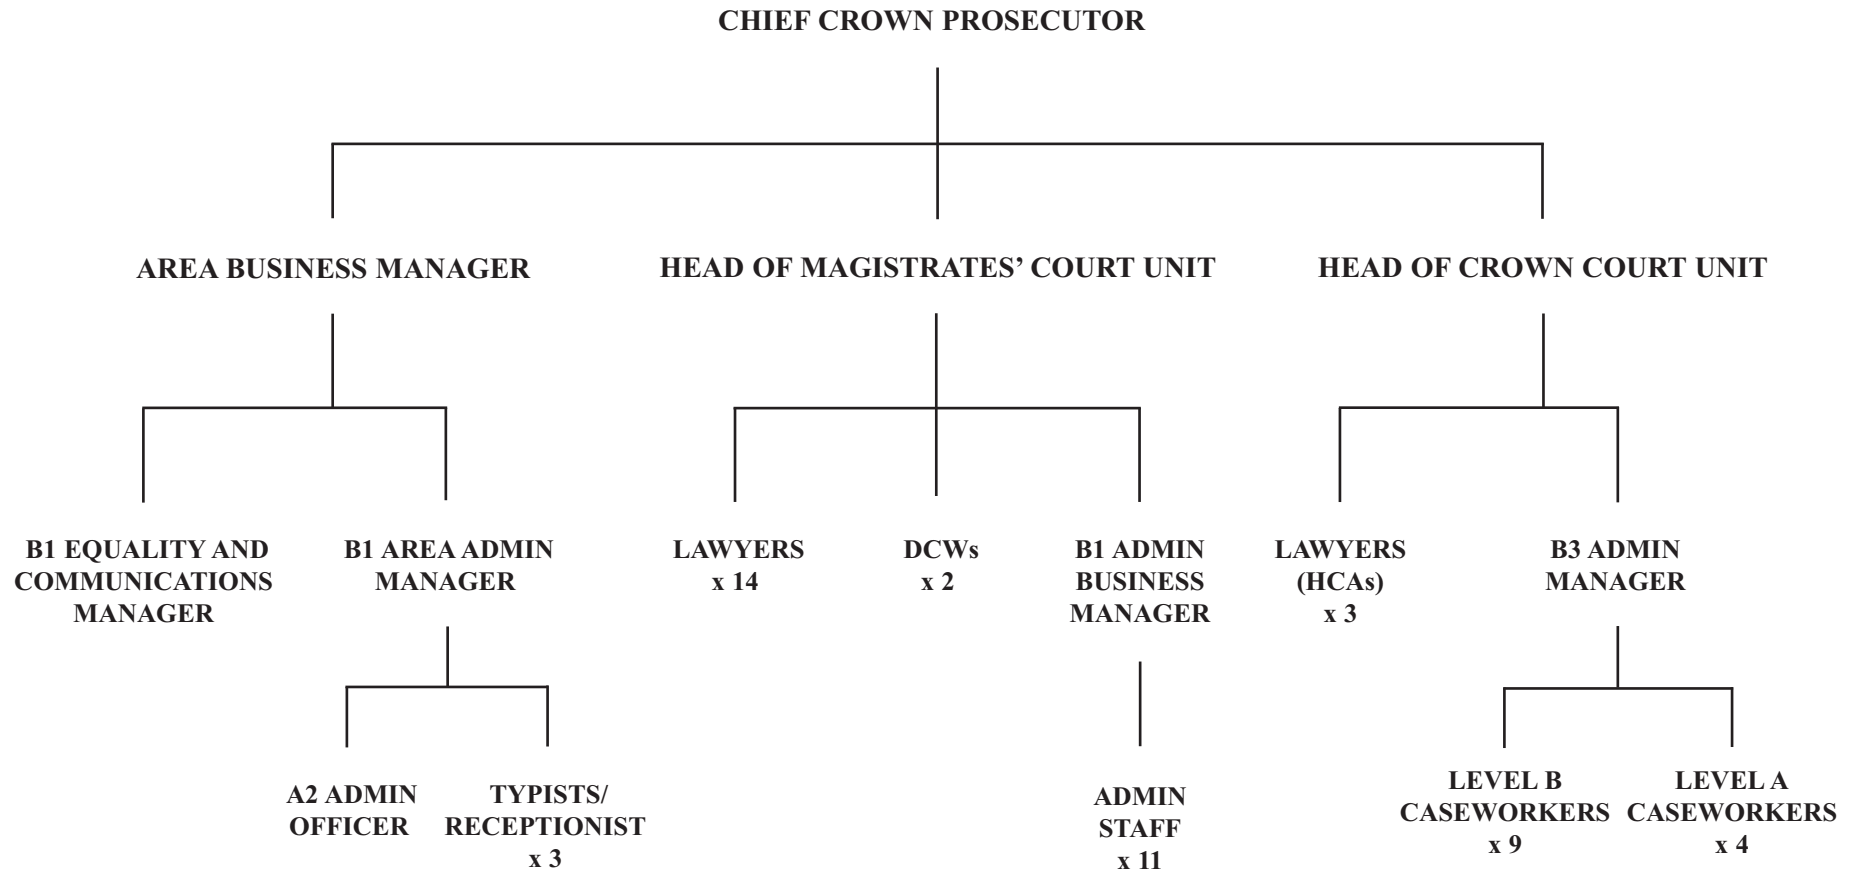 CHIEF CROWN PROSECUTOR
AREA BUSINESS MANAGER
HEAD OF MAGISTRATES’ COURT UNIT
HEAD OF CROWN COURT UNIT
B1 EQUALITY AND
COMMUNICATIONS
MANAGER
B1 AREA ADMIN
MANAGER
LAWYERS
x 14
DCWs
x 2
B1 ADMIN
BUSINESS
MANAGER
LAWYERS
(HCAs)
x 3
B3 ADMIN
MANAGER
A2 ADMIN
OFFICER
TYPISTS/
RECEPTIONIST
x 3
ADMIN
STAFF
x 11
LEVEL B
CASEWORKERS
x 9
LEVEL A
CASEWORKERS
x 4